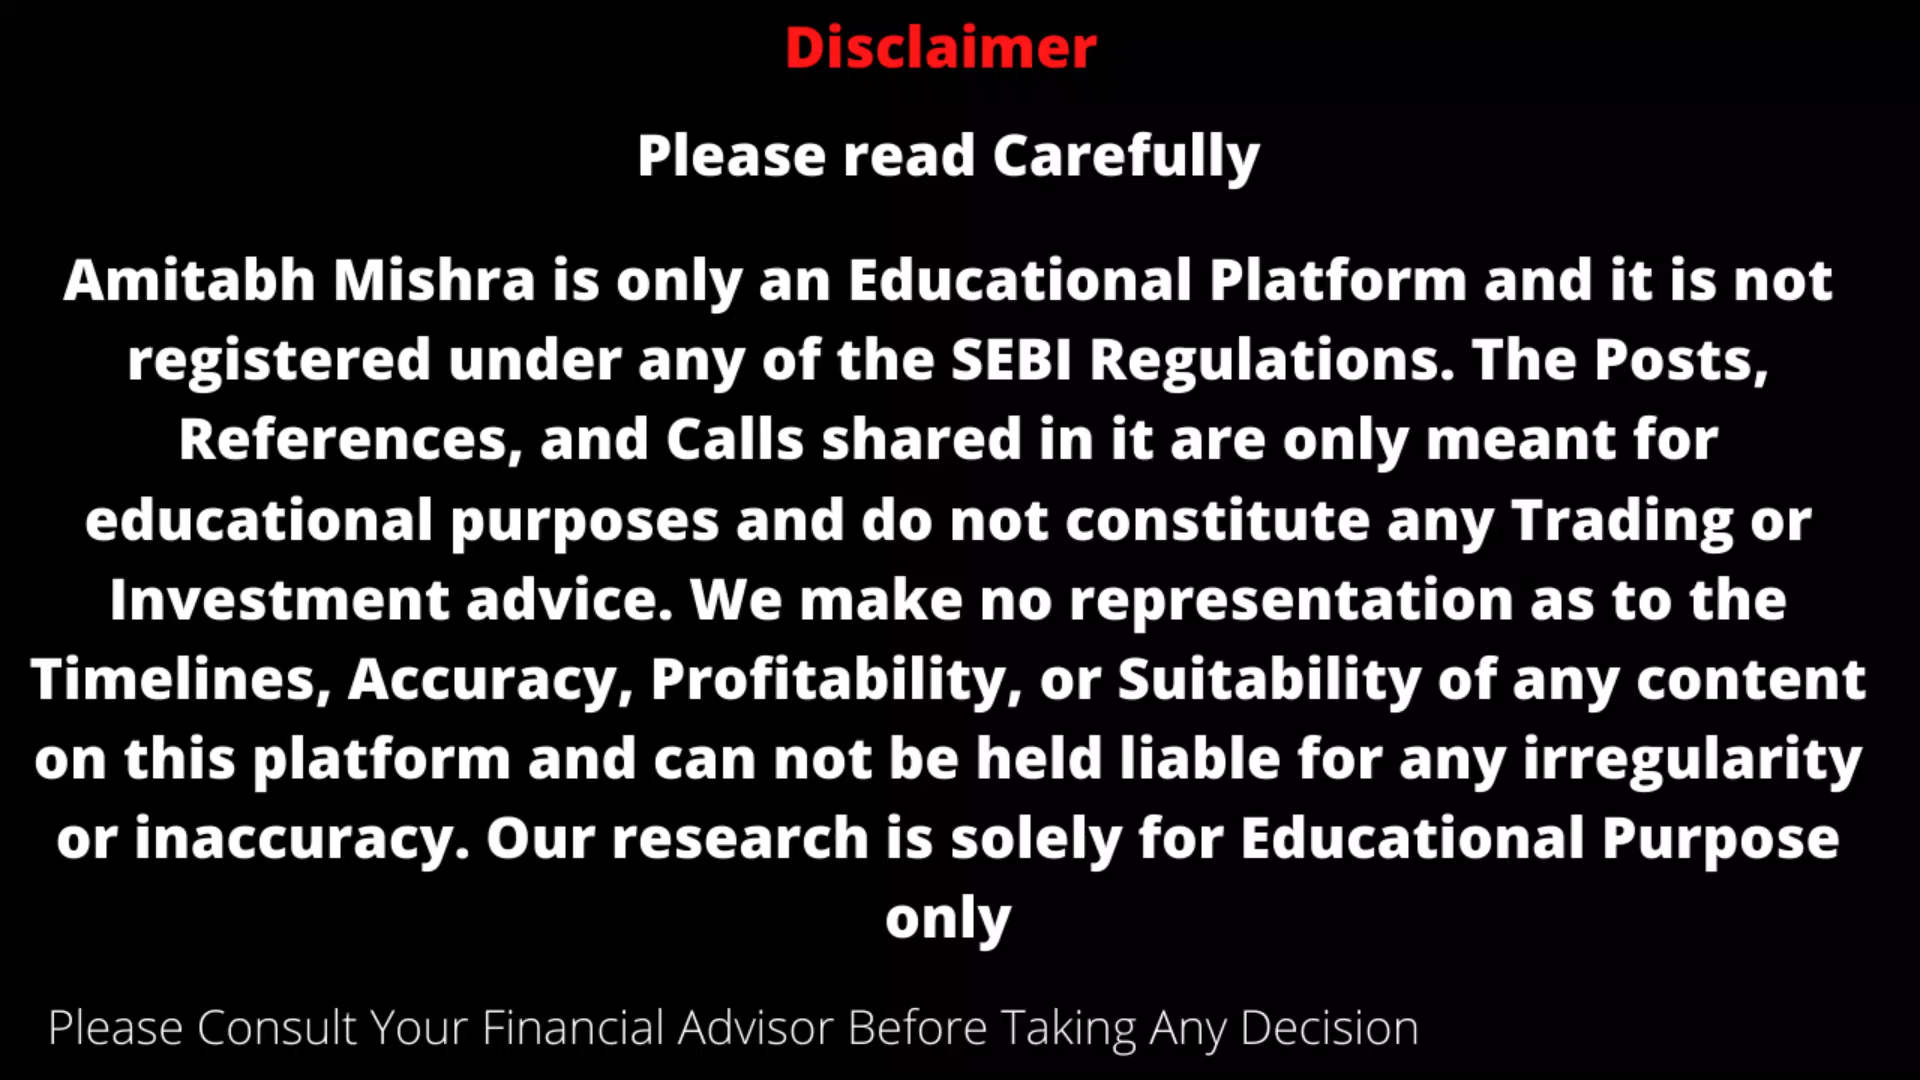 Disclaimer
Please read Carefully
Amitabh Mishra is only an Educational Platform and it is not
registered under any of the SEBI Regulations. The Posts,
References, and Calls shared in it are only meant for
educational purposes and do not constitute any Trading or
Investment advice. We make no representation as to the
Timelines, Accuracy, Profitability, or Suitability of any content
on this platform and can not be held liable for any irregularity
or inaccuracy. Our research is solely for Educational Purpose
only
Please Consult Your Financial Advisor Before Taking Any Decision